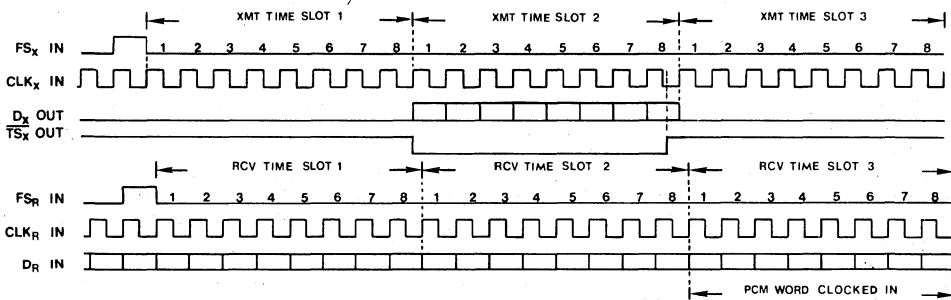 XMT TIME SLOT 1 XMT TIME SLOT 2 XMT TIME SLOT 3
FSX IN 1 2 3 4 5 6 7 8 1 2 3 4 5 6 7 8 1 2 3 4 5 6 7 8
CLKX IN
DX OUT
TSX OUT
RCV TIME SLOT 1 RCV TIME SLOT 2 RCV TIME SLOT 3
FSR IN 1 2 3 4 5 6 7 8 1 2 3 4 5 6 7 8 1 2 3 4 5 6 7 8
CLKR IN
DR IN
PCM WORD CLOCKED IN